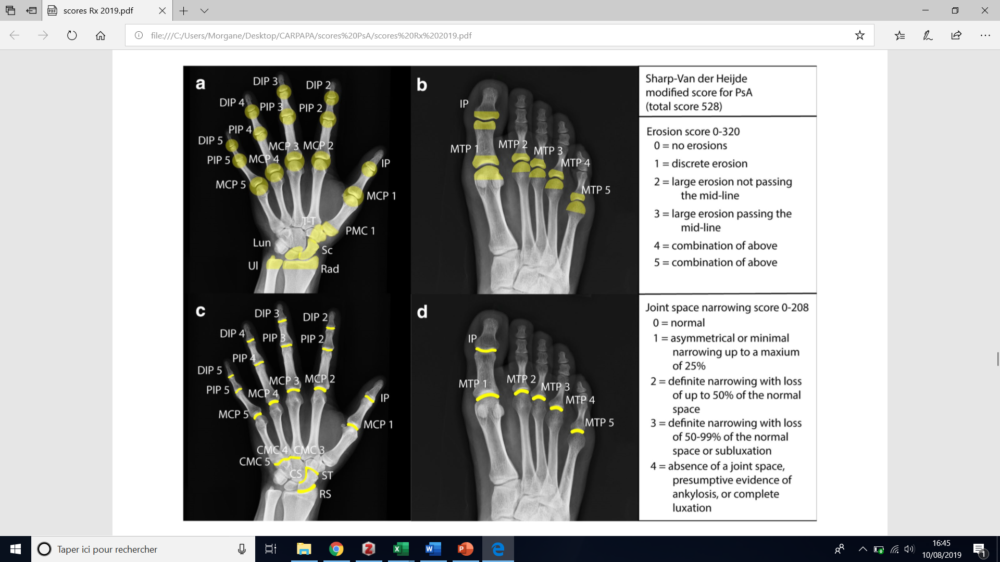 scores Rx 2019.pdf
file:///C:/Users/Morgane/Desktop/CARPAPA/scores%20PsA/scores%20Rx%202019.pdf
a
DIP 3
DIP 2
DIP 4
PIP 3
PIP 2
PIP 4
DIP 5
MCP 3
MCP 2
PIP 5
MCP 4
IP
MCP 5
MCP 1
T-T
PMC 1
Lun
Sc
Ul
Rad
b
IP
MTP 1
MTP 2
MTP 3
MTP 4
MTP 5
Sharp-Van der Heijde
modified score for PsA
(total score 528)
Erosion score 0-320
0 = no erosions
1 = discrete erosion
2 = large erosion not passing
the mid-line
3 = large erosion passing the
mid-line
4 = combination of above
5 = combination of above
c
DIP 3
DIP 2
DIP 4
PIP 3
PIP 2
PIP 4
DIP 5
MCP 3
MCP 2
PIP 5
MCP 4
IP
MCP 5
MCP 1
CMC 4
CMC 3
CMC 5
CS
ST
RS
d
IP
MTP 1
MTP 2
MTP 3
MTP 4
MTP 5
Joint space narrowing score 0-208
0 = normal
1 = asymmetrical or minimal
narrowing up to a maxium
of 25%
2 = definite narrowing with loss
of up to 50% of the normal
space
3 = definite narrowing with loss
of 50-99% of the normal
space or subluxation
4 = absence of a joint space,
presumptive evidence of
ankylosis, or complete
luxation
Taper ici pour rechercher
16:45
10/08/2019
1